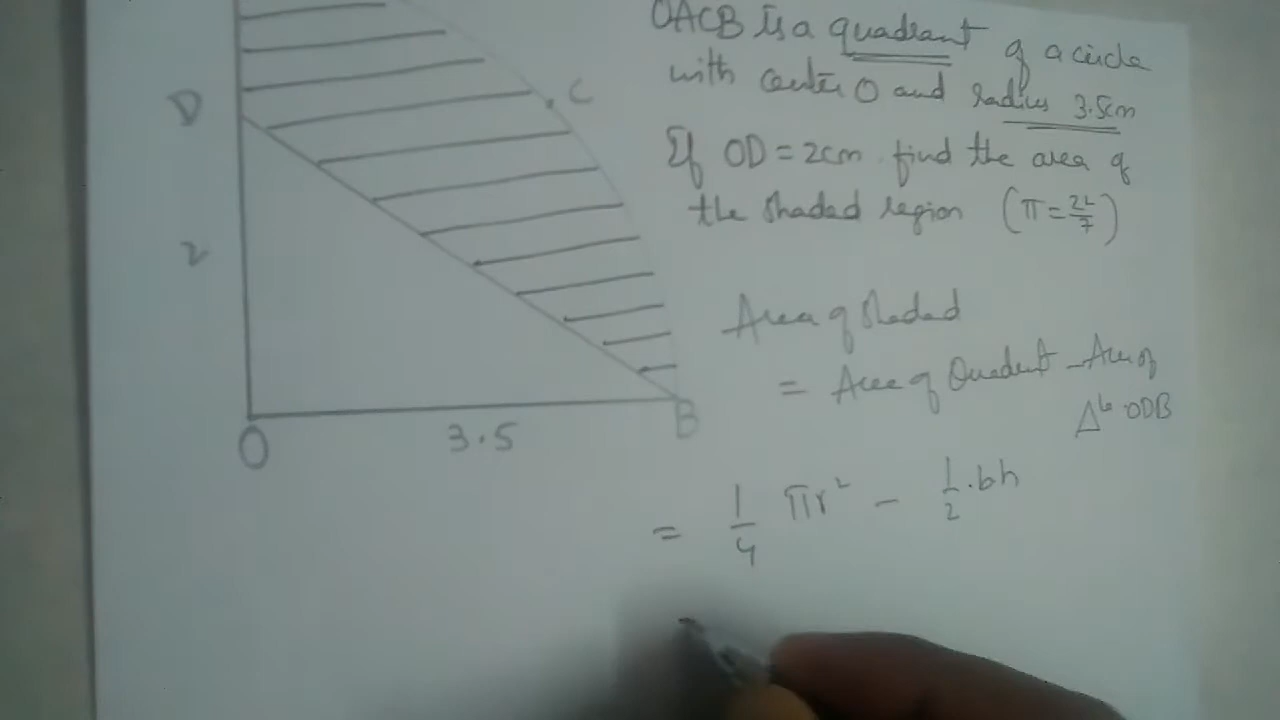 OACB is a quadrant of a circle
with center O and radius 3.5cm
If OD = 2cm find the area of
the shaded region (π = 22/7)
D
C
2
O
3.5
B
Area of Shaded
= Area of Quadent - Area of
Δle ODB
= 1/4 πr² - 1/2 . bh